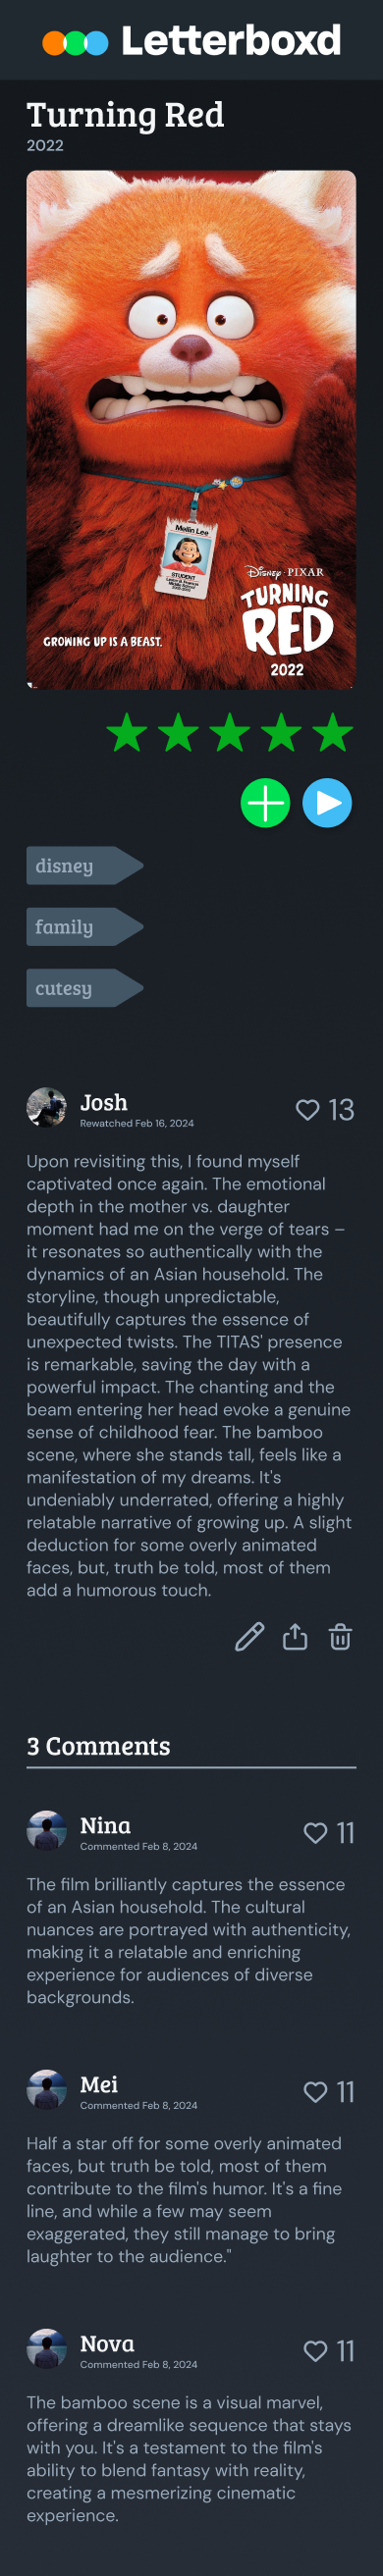 Letterboxd
Turning Red
2022
Meilin Lee
STUDENT
Disney · PIXAR
TURNING
RED
GROWING UP IS A BEAST.
2022
disney
family
cutesy
Josh
13
Rewatched Feb 16, 2024
Upon revisiting this, I found myself
captivated once again. The emotional
depth in the mother vs. daughter
moment had me on the verge of tears –
it resonates so authentically with the
dynamics of an Asian household. The
storyline, though unpredictable,
beautifully captures the essence of
unexpected twists. The TITAS' presence
is remarkable, saving the day with a
powerful impact. The chanting and the
beam entering her head evoke a genuine
sense of childhood fear. The bamboo
scene, where she stands tall, feels like a
manifestation of my dreams. It's
undeniably underrated, offering a highly
relatable narrative of growing up. A slight
deduction for some overly animated
faces, but, truth be told, most of them
add a humorous touch.
3 Comments
Nina
11
Commented Feb 8, 2024
The film brilliantly captures the essence
of an Asian household. The cultural
nuances are portrayed with authenticity,
making it a relatable and enriching
experience for audiences of diverse
backgrounds.
Mei
11
Commented Feb 8, 2024
Half a star off for some overly animated
faces, but truth be told, most of them
contribute to the film's humor. It's a fine
line, and while a few may seem
exaggerated, they still manage to bring
laughter to the audience."
Nova
11
Commented Feb 8, 2024
The bamboo scene is a visual marvel,
offering a dreamlike sequence that stays
with you. It's a testament to the film's
ability to blend fantasy with reality,
creating a mesmerizing cinematic
experience.